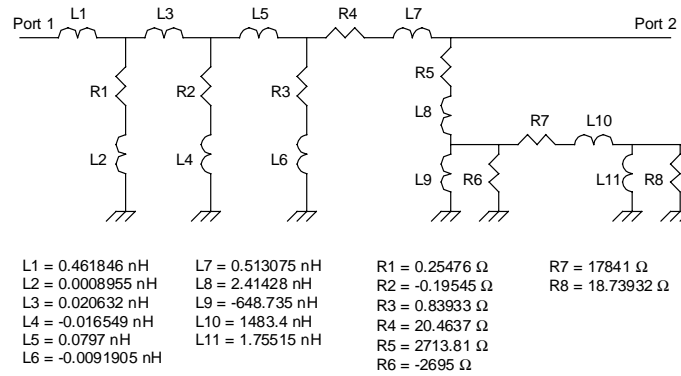 Port 1 L1 L3 L5 R4 L7 Port 2
R1 R2 R3 R5
L8 R7 L10
L2 L4 L6 L9 R6 L11 R8
L1 = 0.461846 nH
L2 = 0.0008955 nH
L3 = 0.020632 nH
L4 = -0.016549 nH
L5 = 0.0797 nH
L6 = -0.0091905 nH
L7 = 0.513075 nH
L8 = 2.41428 nH
L9 = -648.735 nH
L10 = 1483.4 nH
L11 = 1.75515 nH
R1 = 0.25476 Ω
R2 = -0.19545 Ω
R3 = 0.83933 Ω
R4 = 20.4637 Ω
R5 = 2713.81 Ω
R6 = -2695 Ω
R7 = 17841 Ω
R8 = 18.73932 Ω